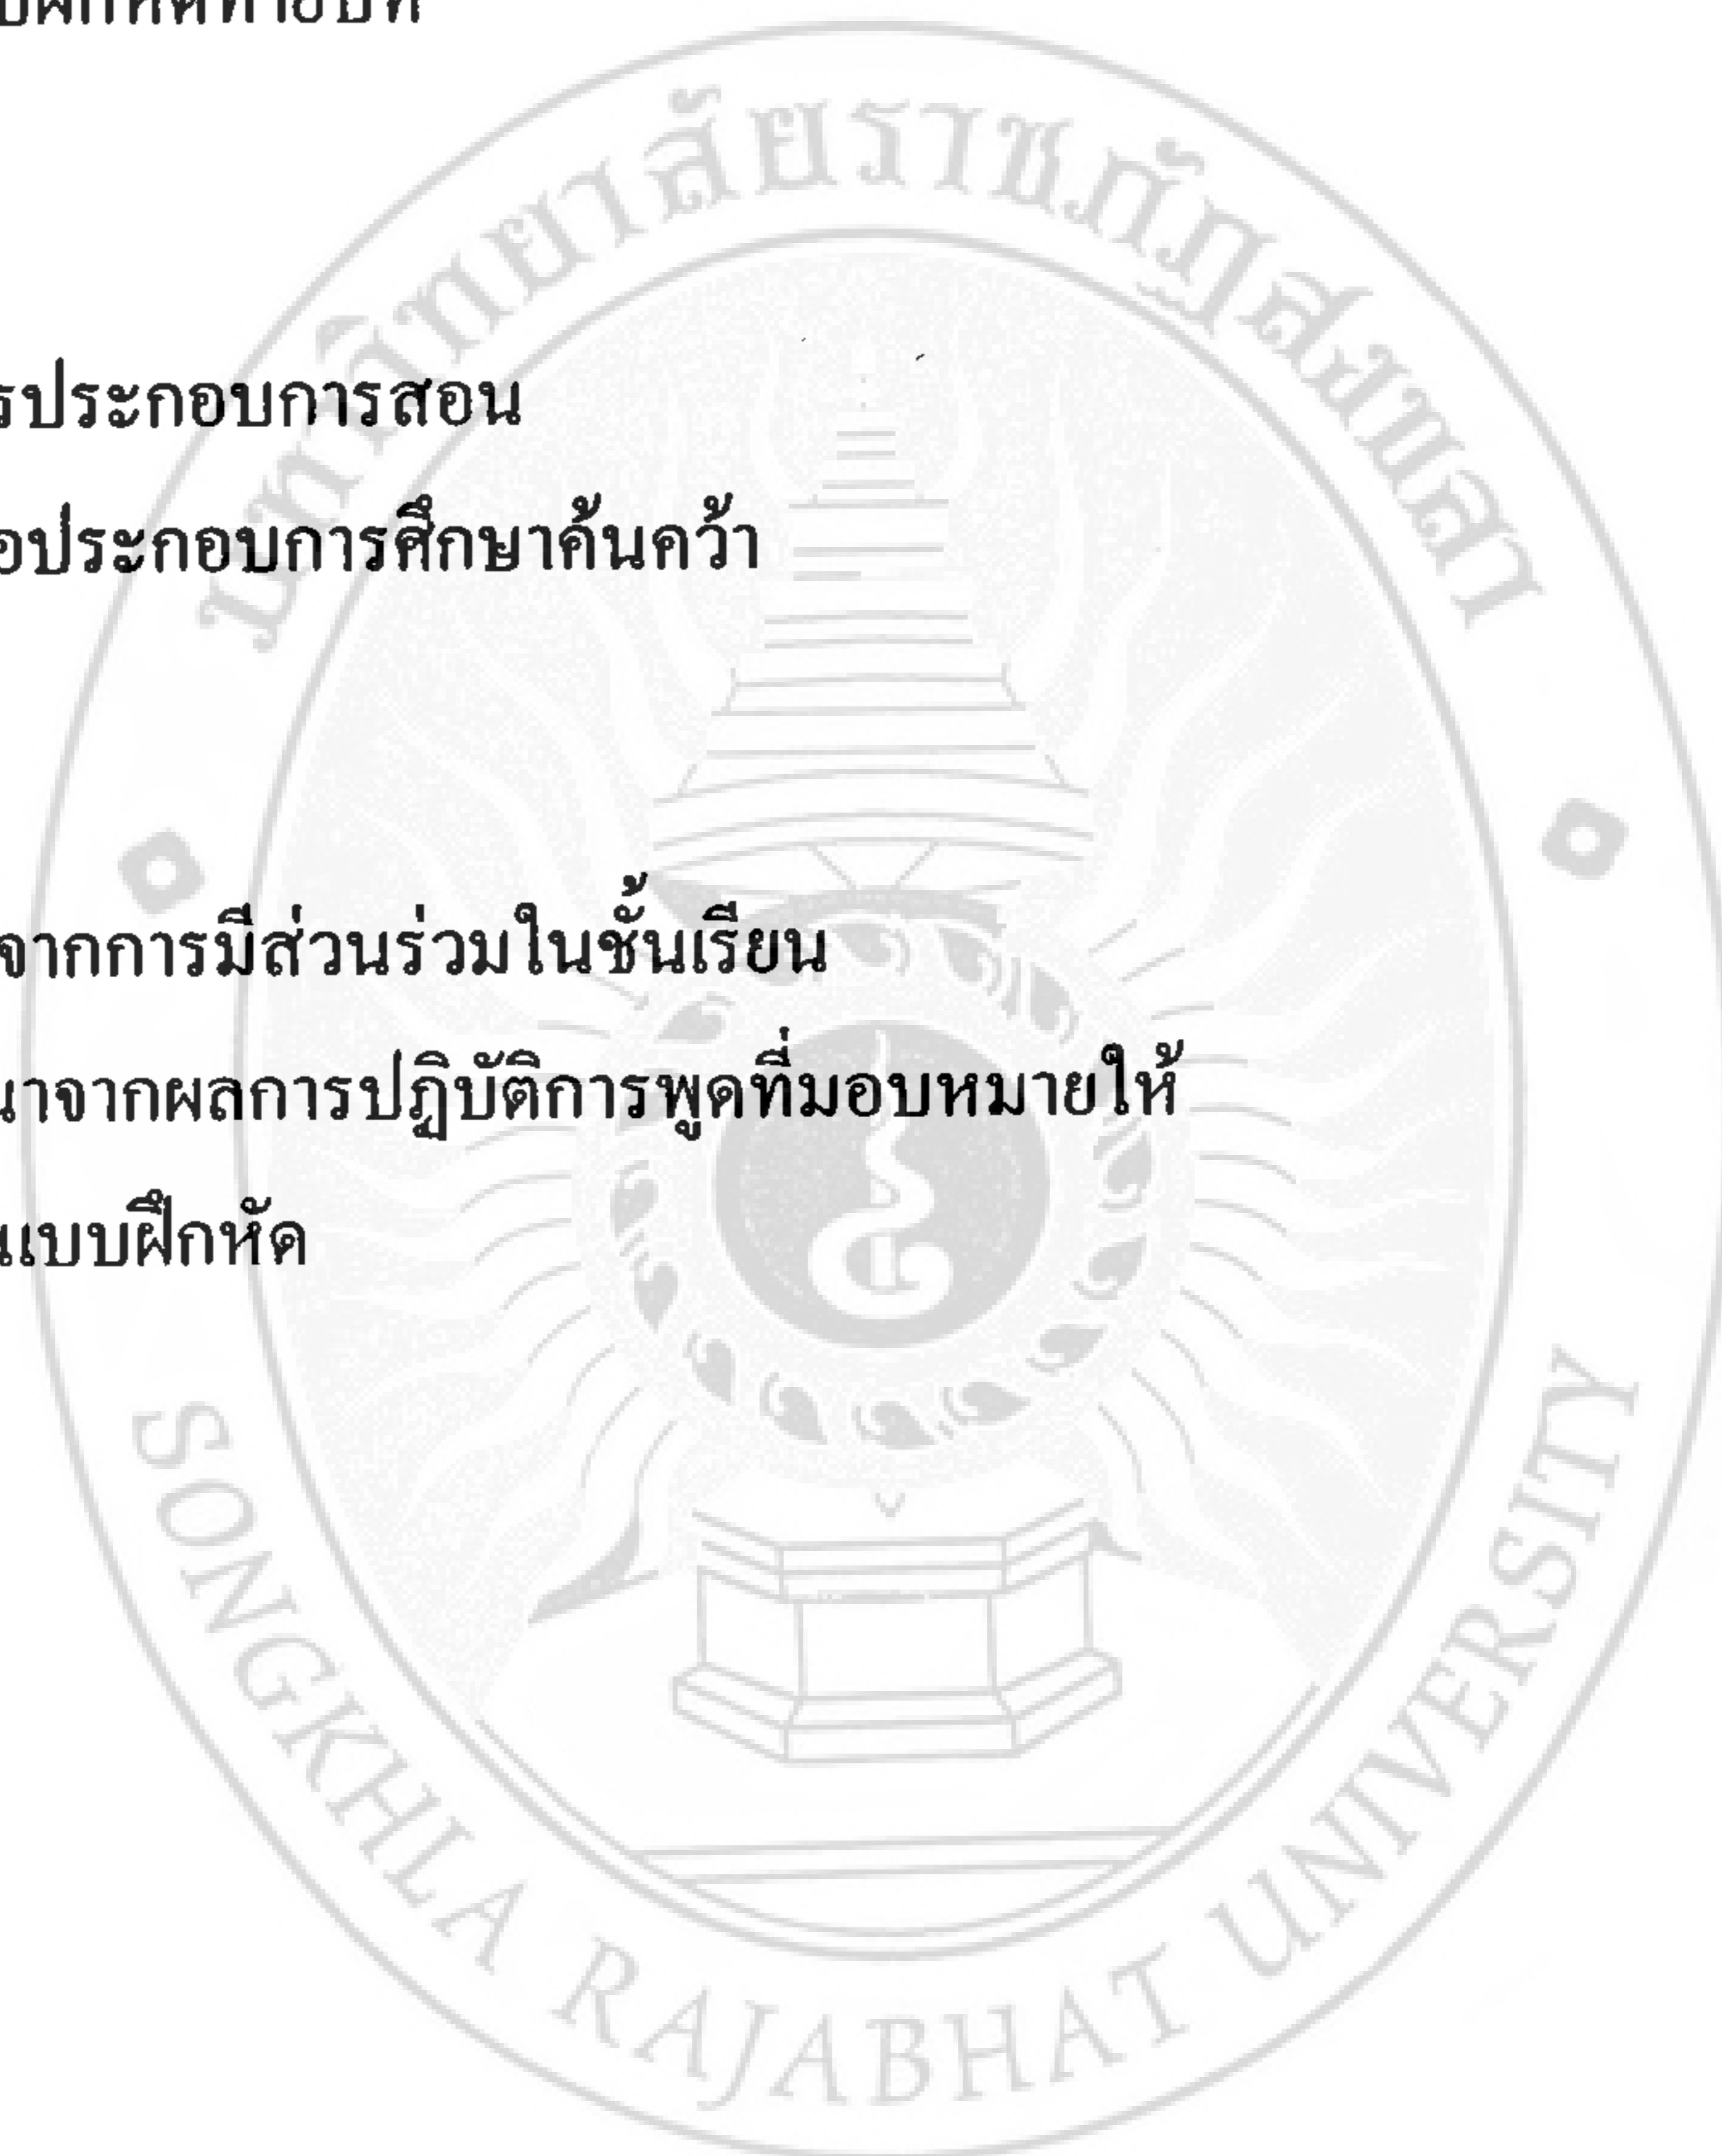 รประกอบการสอน
อประกอบการศึกษาค้นคว้า
จากการมีส่วนร่วมในชั้นเรียน
นาจากผลการปฏิบัติการพูดที่มอบหมายให้
นแบบฝึกหัด
มหาวิทยาลัยราชภัฏสงขลา
SONGKHLA RAJABHAT UNIVERSITY